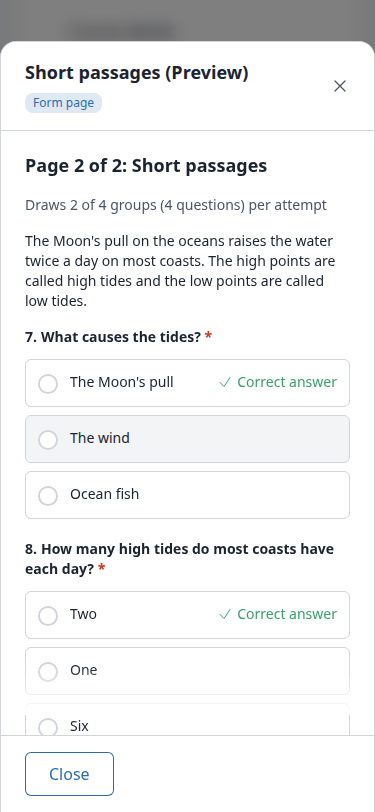 Short passages (Preview)
Form page
Page 2 of 2: Short passages
Draws 2 of 4 groups (4 questions) per attempt
The Moon's pull on the oceans raises the water
twice a day on most coasts. The high points are
called high tides and the low points are called
low tides.
7. What causes the tides? *
The Moon's pull ✓ Correct answer
The wind
Ocean fish
8. How many high tides do most coasts have
each day? *
Two ✓ Correct answer
One
Six
Close